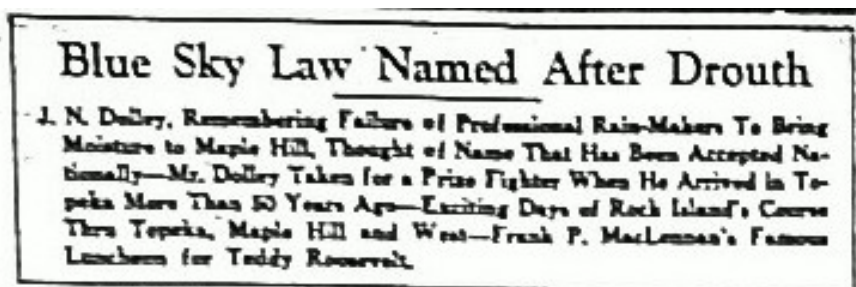 Blue Sky Law Named After Drouth
J. N. Dolley, Remembering Failure of Professional Rain-Makers To Bring
Moisture to Maple Hill, Thought of Name That Has Been Accepted Na-
tionally—Mr. Dolley Taken for a Prize Fighter When He Arrived in To-
peka More Than 50 Years Ago—Exciting Days of Rock Island's Course
Thru Topeka, Maple Hill and West—Frank P. MacLennan's Famous
Luncheon for Teddy Roosevelt.